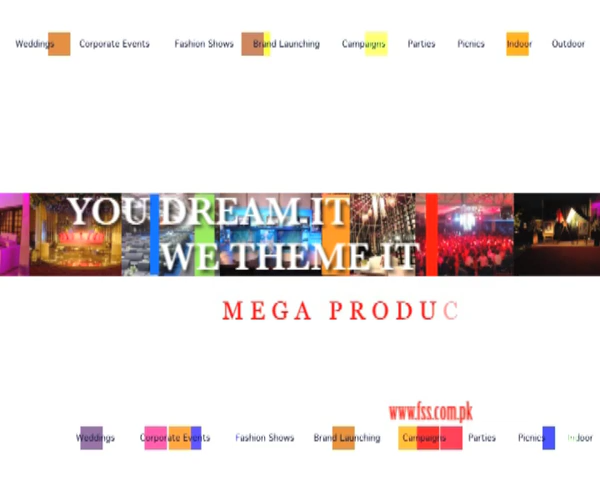 Weddings Corporate Events Fashion Shows Brand Launching Campaigns Parties Picnics Indoor Outdoor
YOU DREAM IT
WE THEME IT
MEGA PRODUC
www.fss.com.pk
Weddings Corporate Events Fashion Shows Brand Launching Campaigns Parties Picnics